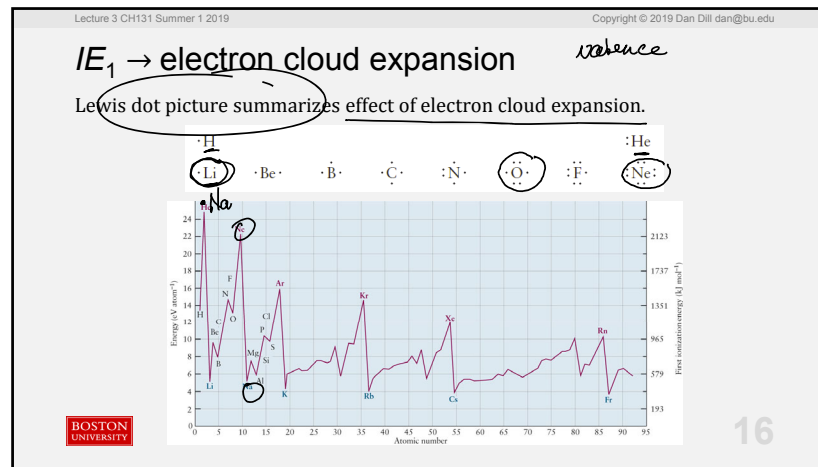 Lecture 3 CH131 Summer 1 2019
Copyright © 2019 Dan Dill dan@bu.edu
IE₁ → electron cloud expansion
valence
Lewis dot picture summarizes effect of electron cloud expansion.
·H :He
·Li · Be · · B · · C · : N · · O · : F : : Ne :
·Na
24 22 20 18 16 14 12 10 8 6 4 2 0
Energy (eV atom⁻¹)
He Ne Ar Kr Xe Rn
H F N C O Be B Cl P S Mg Si Al
Li Na K Rb Cs Fr
2123 1737 1351 965 579 193
First ionization energy (kJ mol⁻¹)
0 5 10 15 20 25 30 35 40 45 50 55 60 65 70 75 80 85 90 95
Atomic number
BOSTON
UNIVERSITY
16